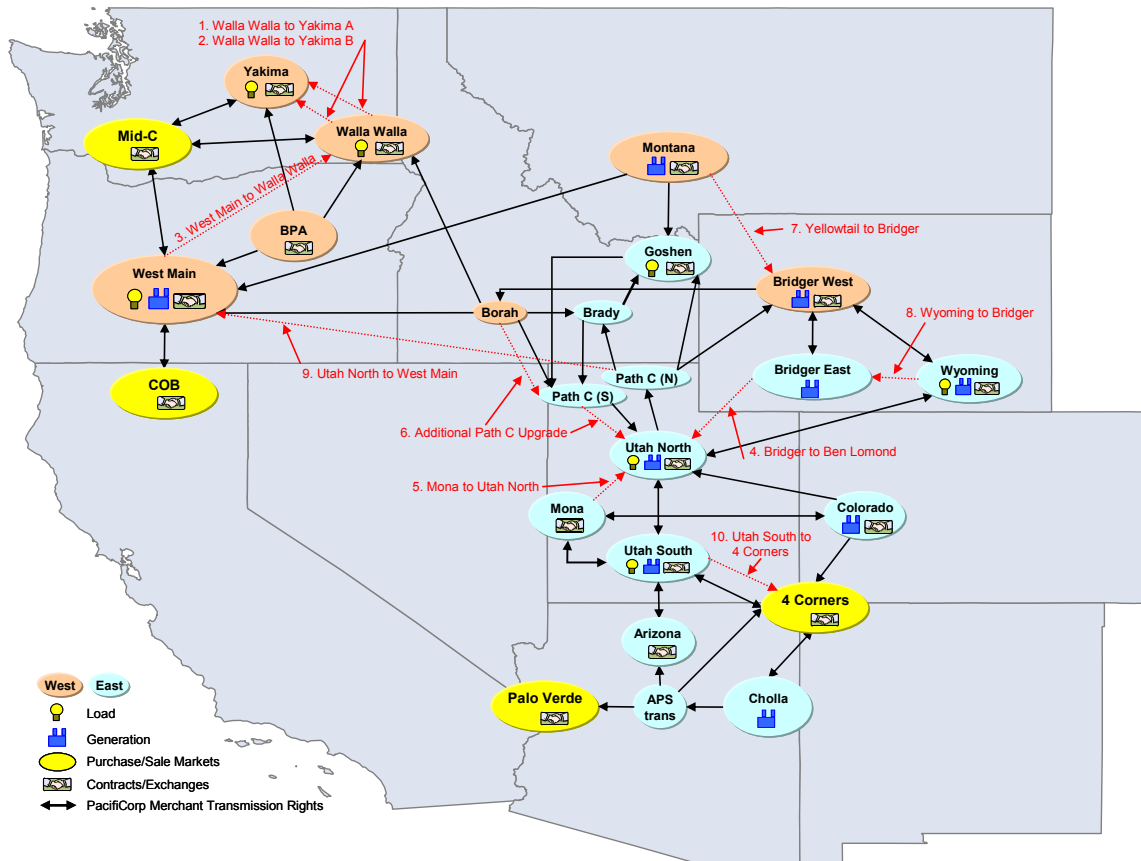 1. Walla Walla to Yakima A
2. Walla Walla to Yakima B
Yakima
Mid-C
Walla Walla
Montana
3. West Main to Walla Walla
BPA
7. Yellowtail to Bridger
Goshen
West Main
Bridger West
Borah
Brady
8. Wyoming to Bridger
9. Utah North to West Main
Path C (N)
Bridger East
Wyoming
COB
Path C (S)
6. Additional Path C Upgrade
Utah North
4. Bridger to Ben Lomond
5. Mona to Utah North
Mona
Colorado
10. Utah South to
4 Corners
Utah South
4 Corners
Arizona
West
East
Palo Verde
APS
trans
Cholla
Load
Generation
Purchase/Sale Markets
Contracts/Exchanges
PacifiCorp Merchant Transmission Rights